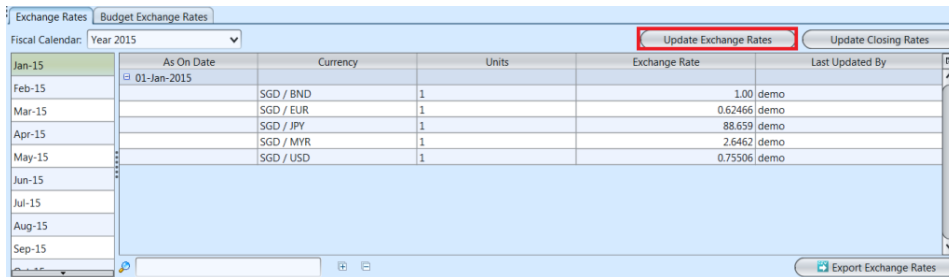 Exchange Rates Budget Exchange Rates
Fiscal Calendar: Year 2015 Update Exchange Rates Update Closing Rates
Jan-15 As On Date Currency Units Exchange Rate Last Updated By
01-Jan-2015
Feb-15 SGD / BND 1 1.00 demo
Mar-15 SGD / EUR 1 0.62466 demo
SGD / JPY 1 88.659 demo
Apr-15 SGD / MYR 1 2.6462 demo
May-15 SGD / USD 1 0.75506 demo
Jun-15
Jul-15
Aug-15
Sep-15
Export Exchange Rates